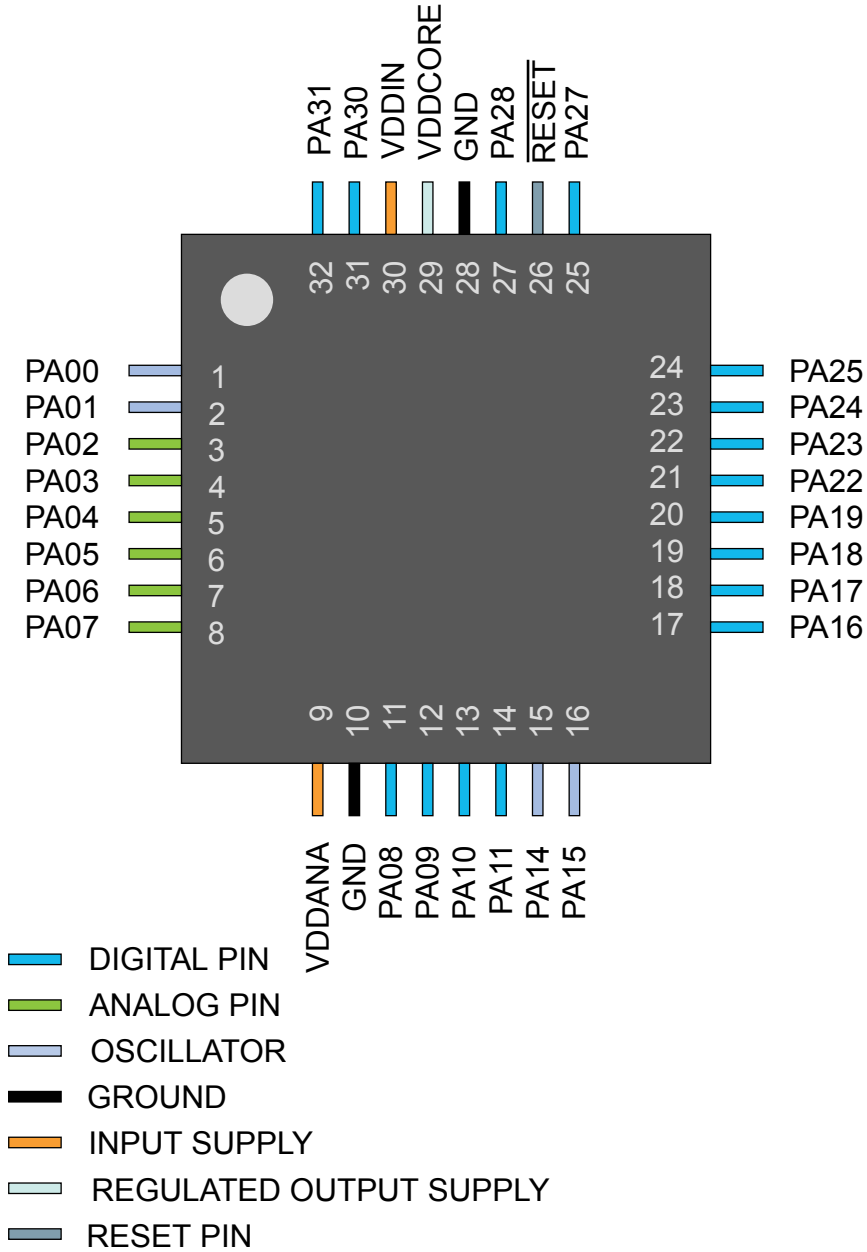 PA31
PA30
VDDIN
VDDCORE
GND
PA28
RESET
PA27
32
31
30
29
28
27
26
25
PA00 1
PA01 2
PA02 3
PA03 4
PA04 5
PA05 6
PA06 7
PA07 8
24 PA25
23 PA24
22 PA23
21 PA22
20 PA19
19 PA18
18 PA17
17 PA16
9
10
11
12
13
14
15
16
VDDANA
GND
PA08
PA09
PA10
PA11
PA14
PA15
DIGITAL PIN
ANALOG PIN
OSCILLATOR
GROUND
INPUT SUPPLY
REGULATED OUTPUT SUPPLY
RESET PIN